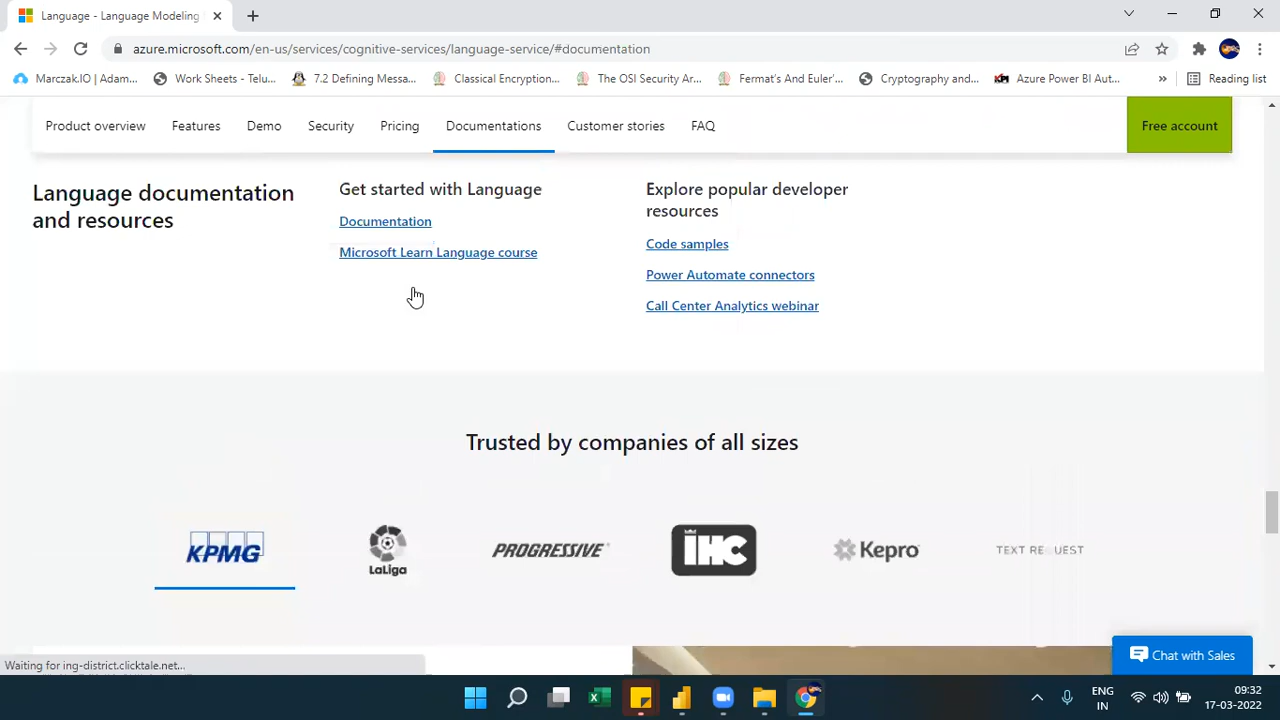 Language - Language Modeling
azure.microsoft.com/en-us/services/cognitive-services/language-service/#documentation
Marczak.IO | Adam... Work Sheets - Telu... 7.2 Defining Messa... Classical Encryption... The OSI Security Ar... Fermat's And Euler'... Cryptography and... Azure Power BI Aut... » Reading list
Product overview Features Demo Security Pricing Documentations Customer stories FAQ Free account
Language documentation
and resources
Get started with Language
Documentation
Microsoft Learn Language course
Explore popular developer
resources
Code samples
Power Automate connectors
Call Center Analytics webinar
Trusted by companies of all sizes
KPMG LaLiga PROGRESSIVE IHC Kepro TEXT REQUEST
Chat with Sales
Waiting for ing-district.clicktale.net...
ENG
IN
09:32
17-03-2022